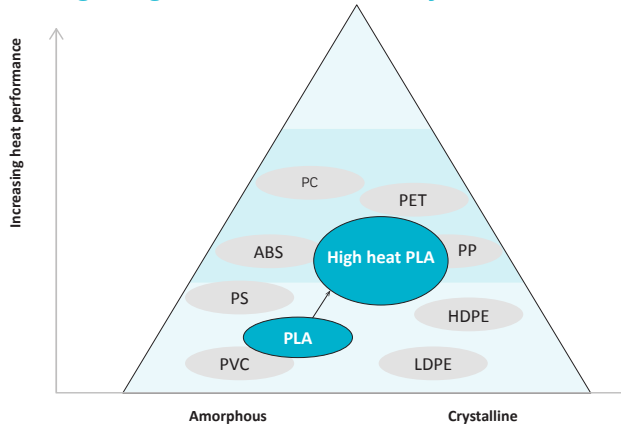 Increasing heat performance
PC
PET
ABS
High heat PLA
PP
PS
HDPE
PLA
PVC
LDPE
Amorphous
Crystalline